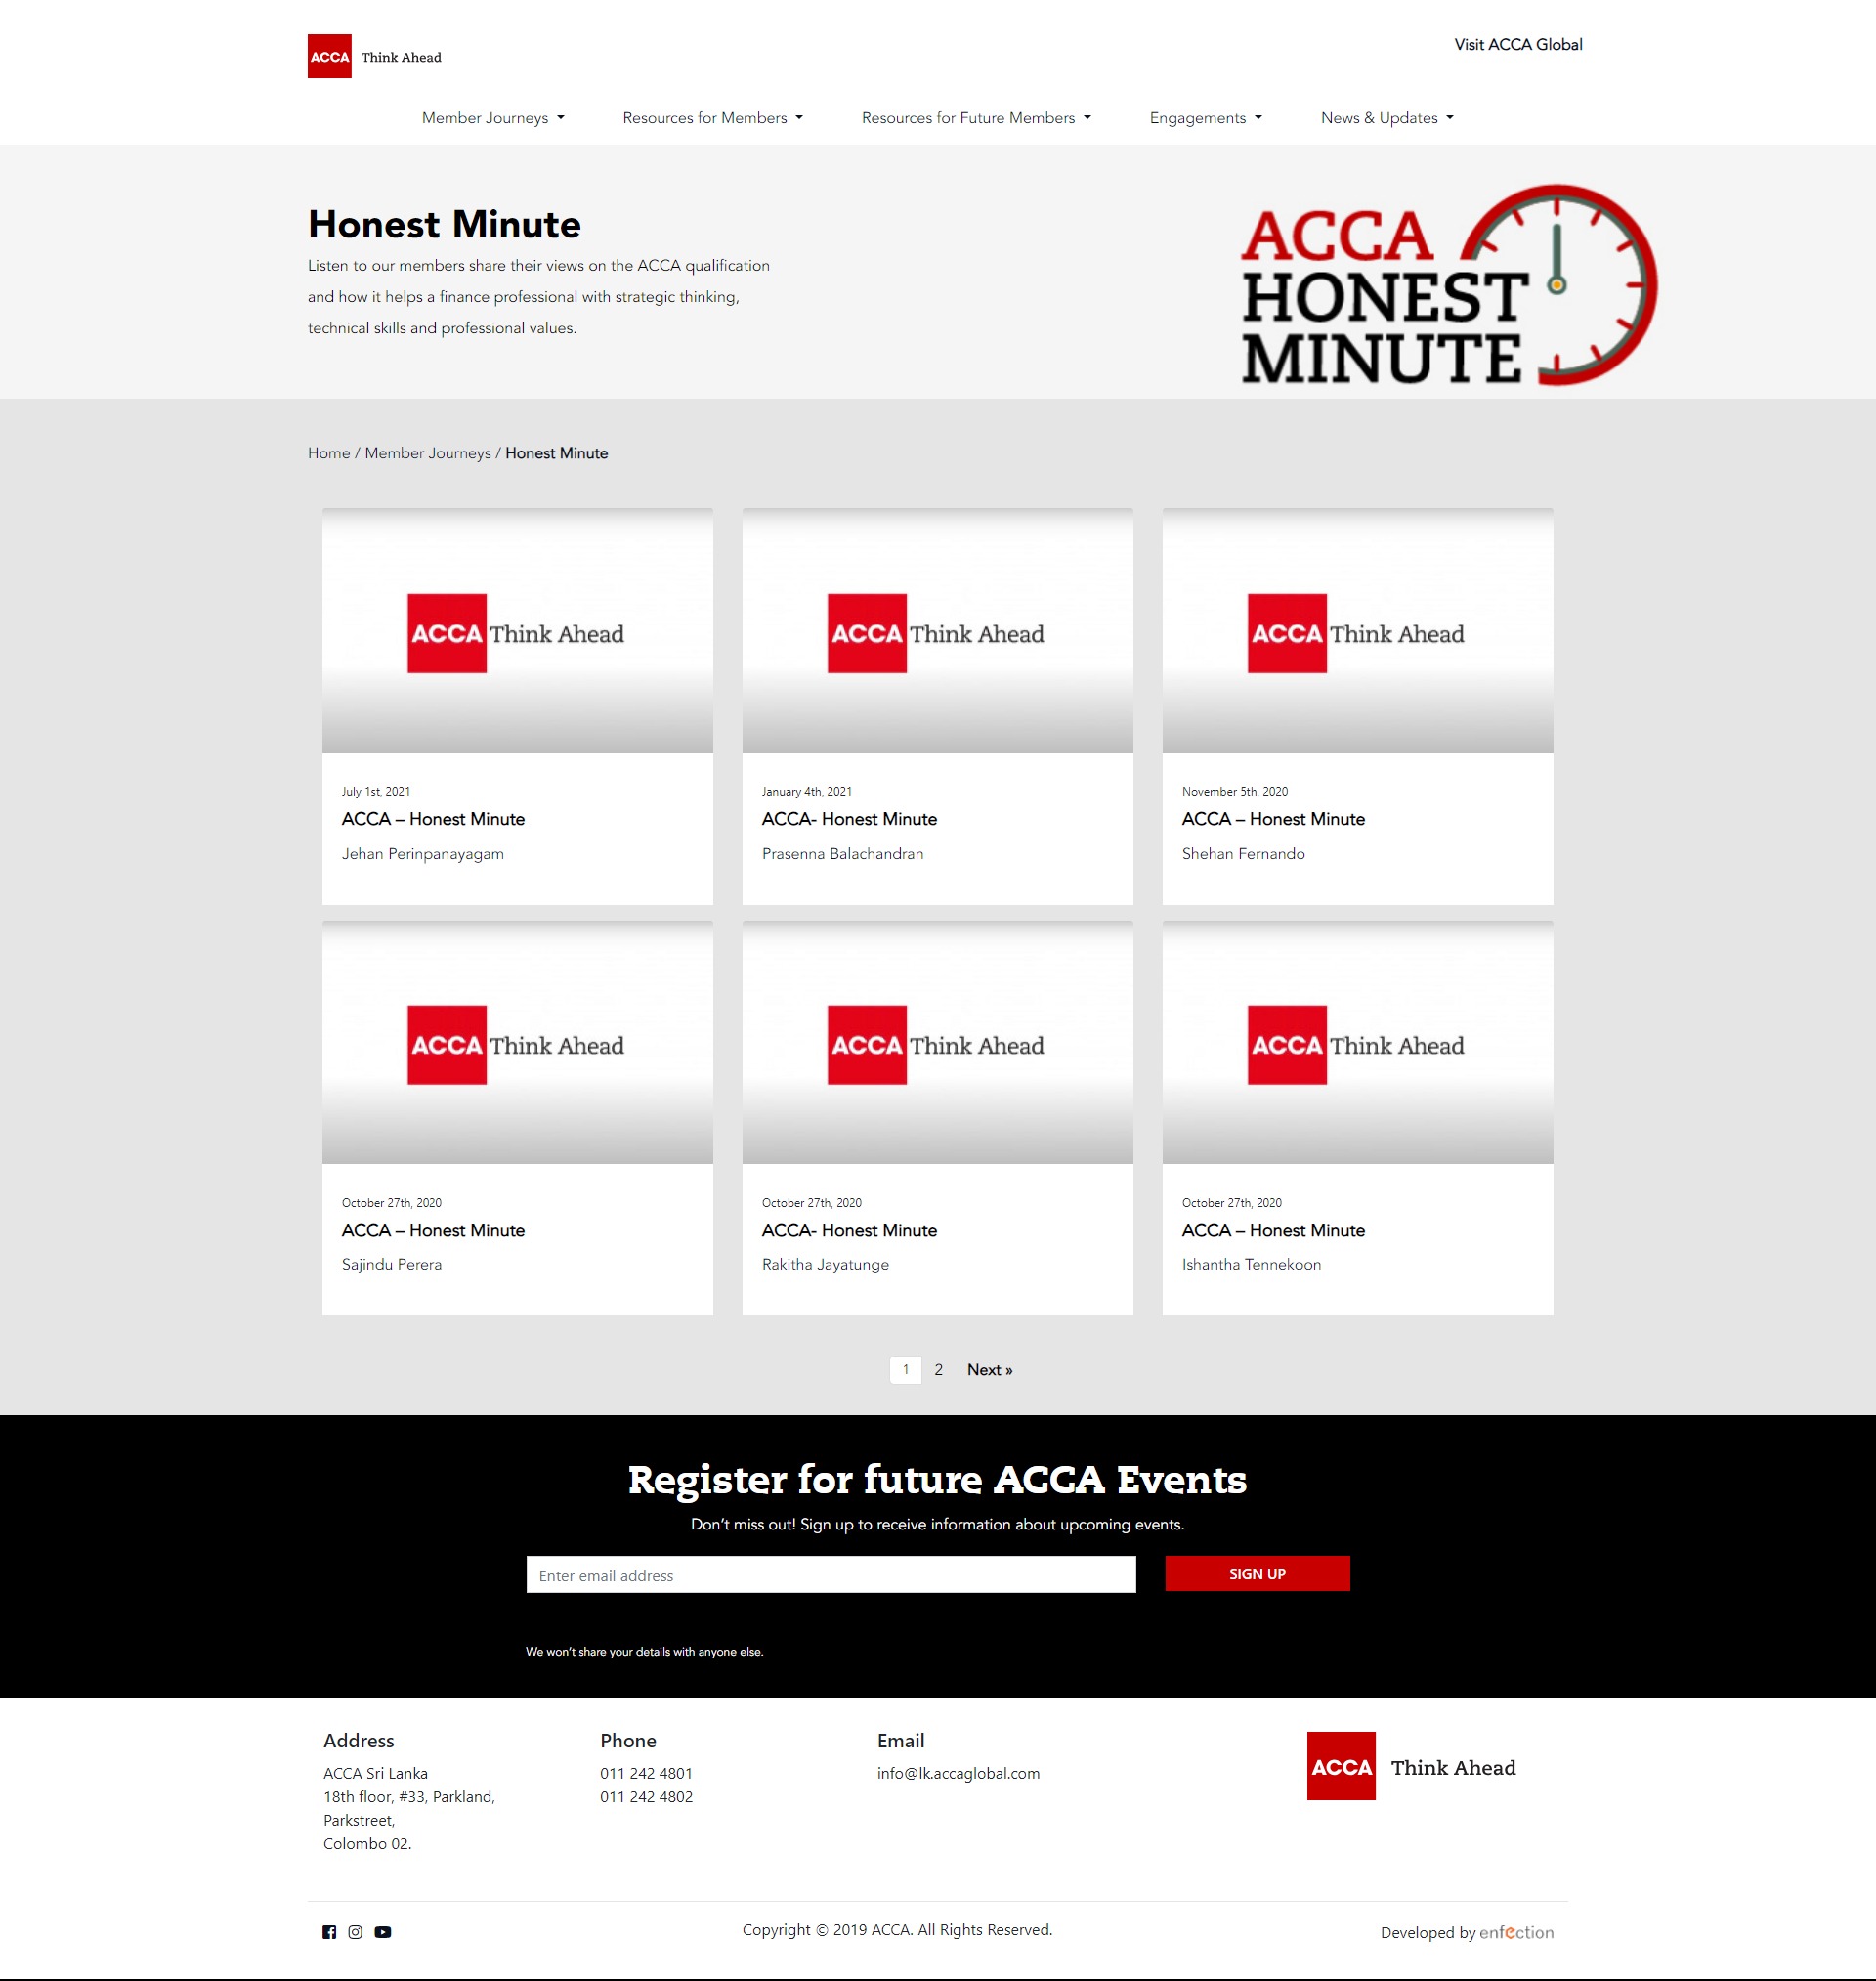 ACCA Think Ahead
Visit ACCA Global
Member Journeys Resources for Members Resources for Future Members Engagements News & Updates
Honest Minute
Listen to our members share their views on the ACCA qualification
and how it helps a finance professional with strategic thinking,
technical skills and professional values.
ACCA
HONEST
MINUTE
Home / Member Journeys / Honest Minute
ACCA Think Ahead
July 1st, 2021
ACCA – Honest Minute
Jehan Perinpanayagam
ACCA Think Ahead
January 4th, 2021
ACCA- Honest Minute
Prasenna Balachandran
ACCA Think Ahead
November 5th, 2020
ACCA – Honest Minute
Shehan Fernando
ACCA Think Ahead
October 27th, 2020
ACCA – Honest Minute
Sajindu Perera
ACCA Think Ahead
October 27th, 2020
ACCA- Honest Minute
Rakitha Jayatunge
ACCA Think Ahead
October 27th, 2020
ACCA – Honest Minute
Ishantha Tennekoon
1 2 Next »
Register for future ACCA Events
Don't miss out! Sign up to receive information about upcoming events.
Enter email address
SIGN UP
We won't share your details with anyone else.
Address
ACCA Sri Lanka
18th floor, #33, Parkland,
Parkstreet,
Colombo 02.
Phone
011 242 4801
011 242 4802
Email
info@lk.accaglobal.com
ACCA Think Ahead
Copyright © 2019 ACCA. All Rights Reserved.
Developed by enfection